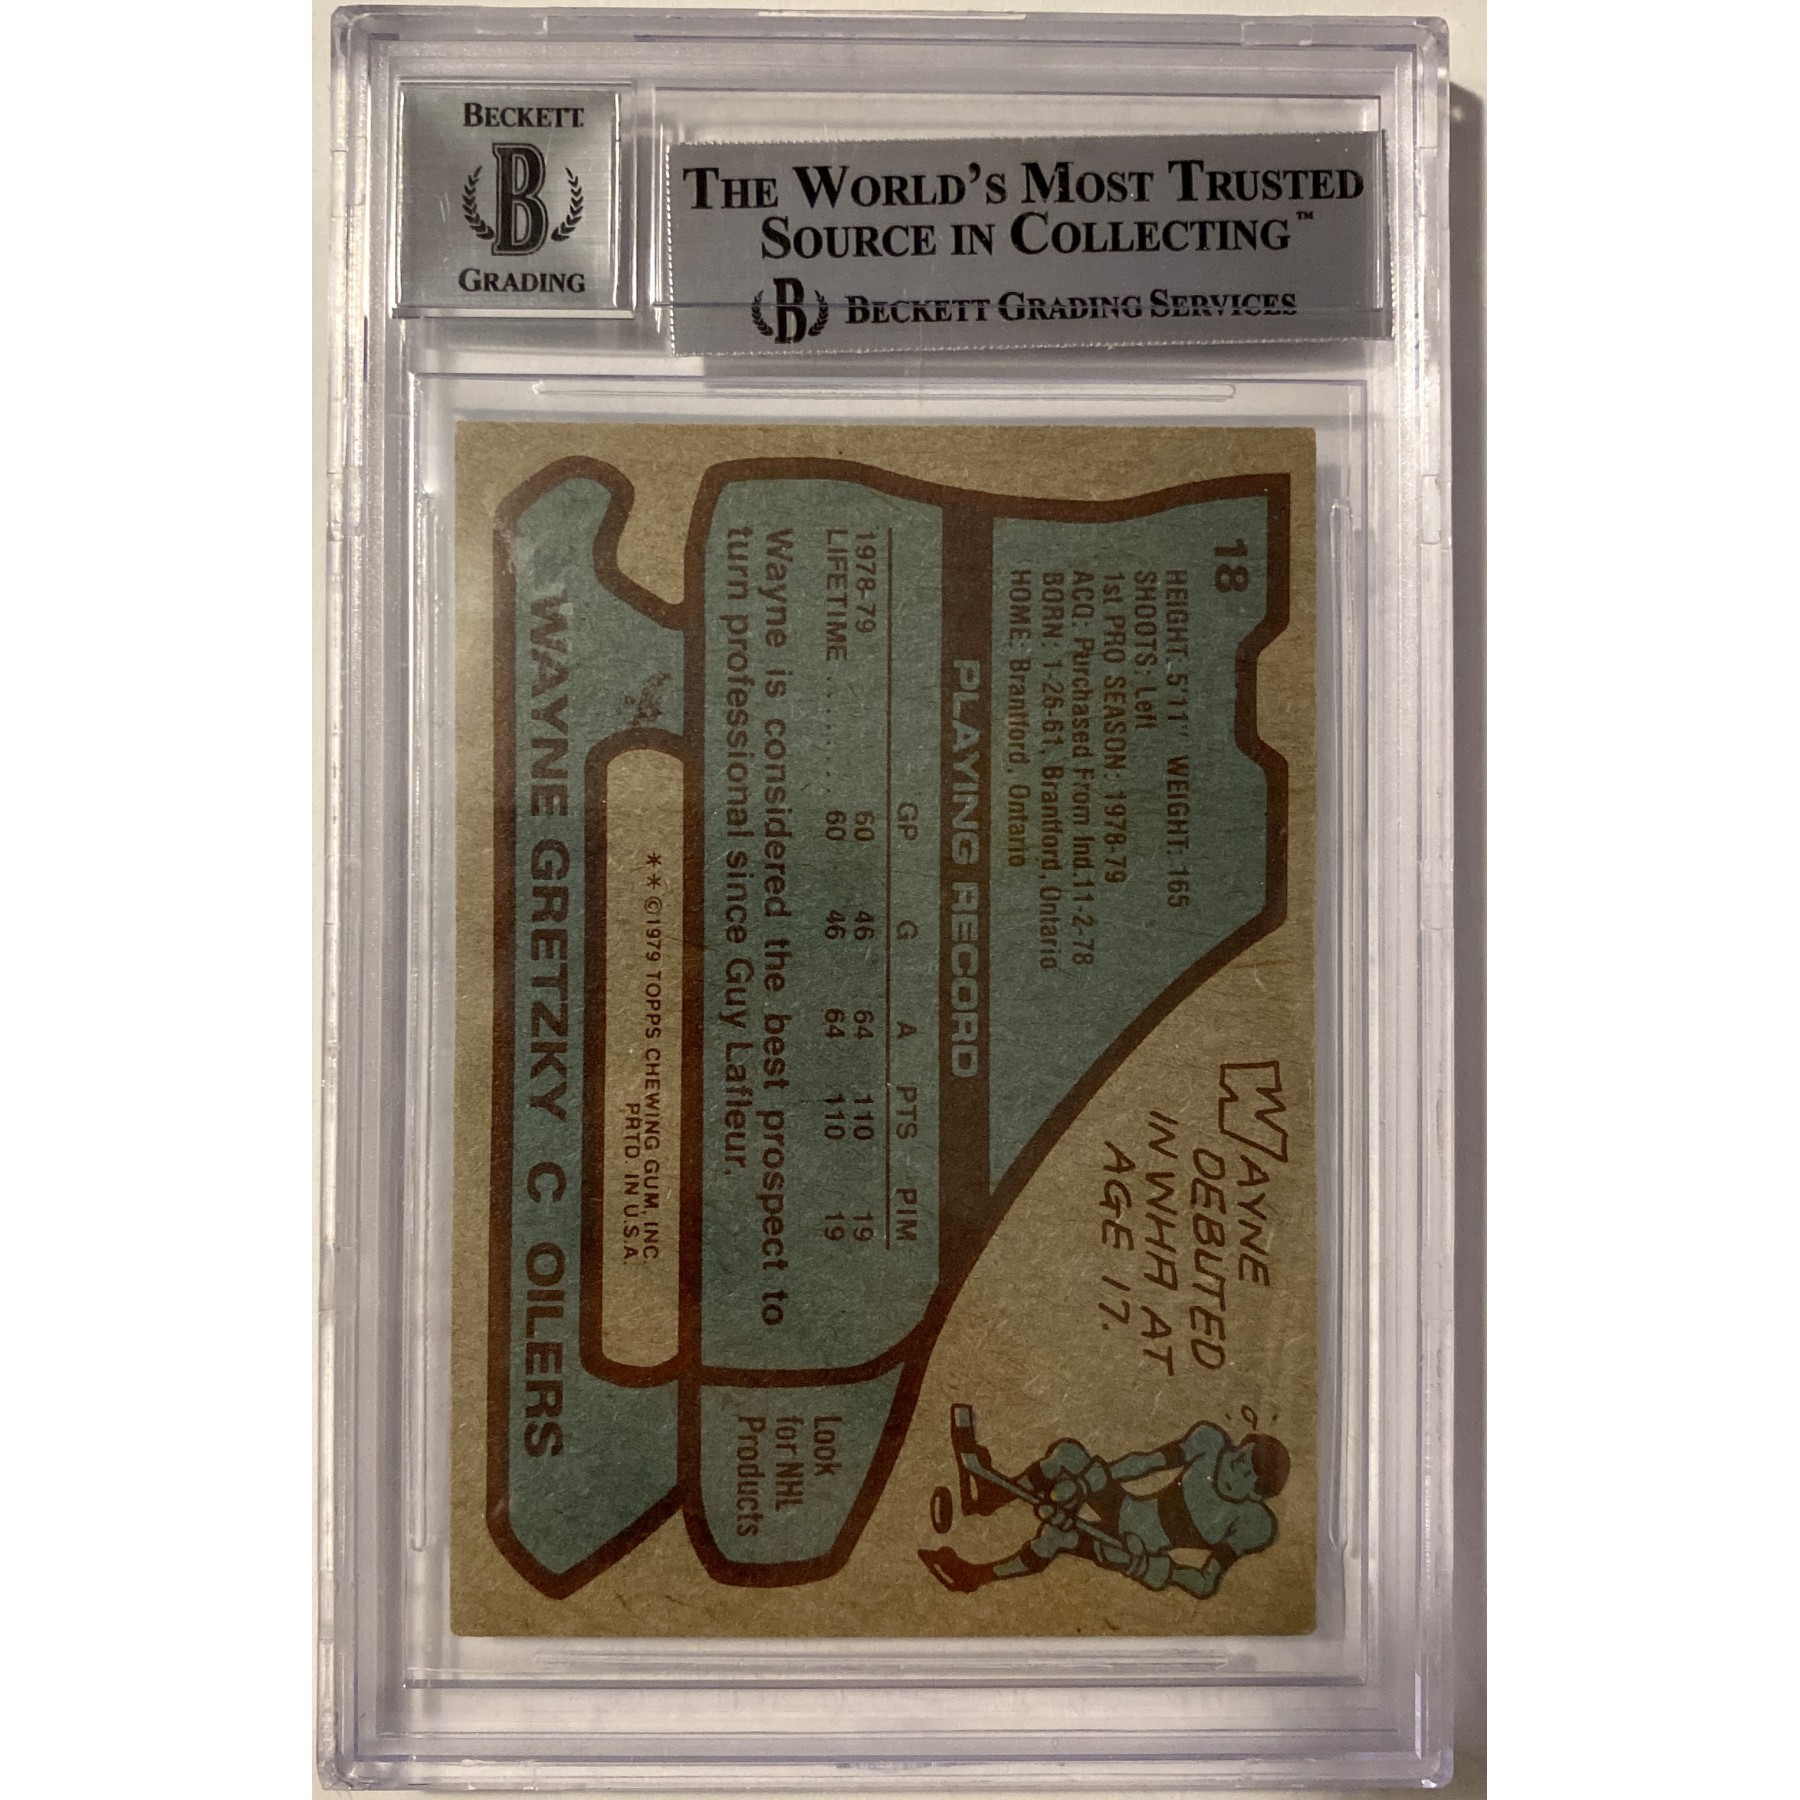 BECKETT
B
GRADING
THE WORLD'S MOST TRUSTED
SOURCE IN COLLECTING™
B BECKETT GRADING SERVICES
18
HEIGHT: 5'11" WEIGHT: 165
SHOOTS: Left
1st PRO SEASON: 1978-79
ACQ: Purchased From Ind. 11-2-78
BORN: 1-26-61, Brantford, Ontario
HOME: Brantford, Ontario
WAYNE
DEBUTED
IN WHA AT
AGE 17.
PLAYING RECORD
GP G A PTS PIM
1978-79 60 46 64 110 19
LIFETIME ........ 60 46 64 110 19
Wayne is considered the best prospect to
turn professional since Guy Lafleur.
Look
for NHL
Products
**©1979 TOPPS CHEWING GUM, INC.
PRTD. IN U.S.A.
WAYNE GRETZKY C OILERS